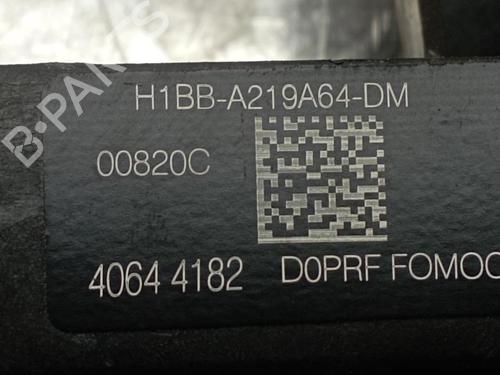 H1BB-A219A64-DM
00820C
4064 4182 D0PRF FOMOC
B-PARTS